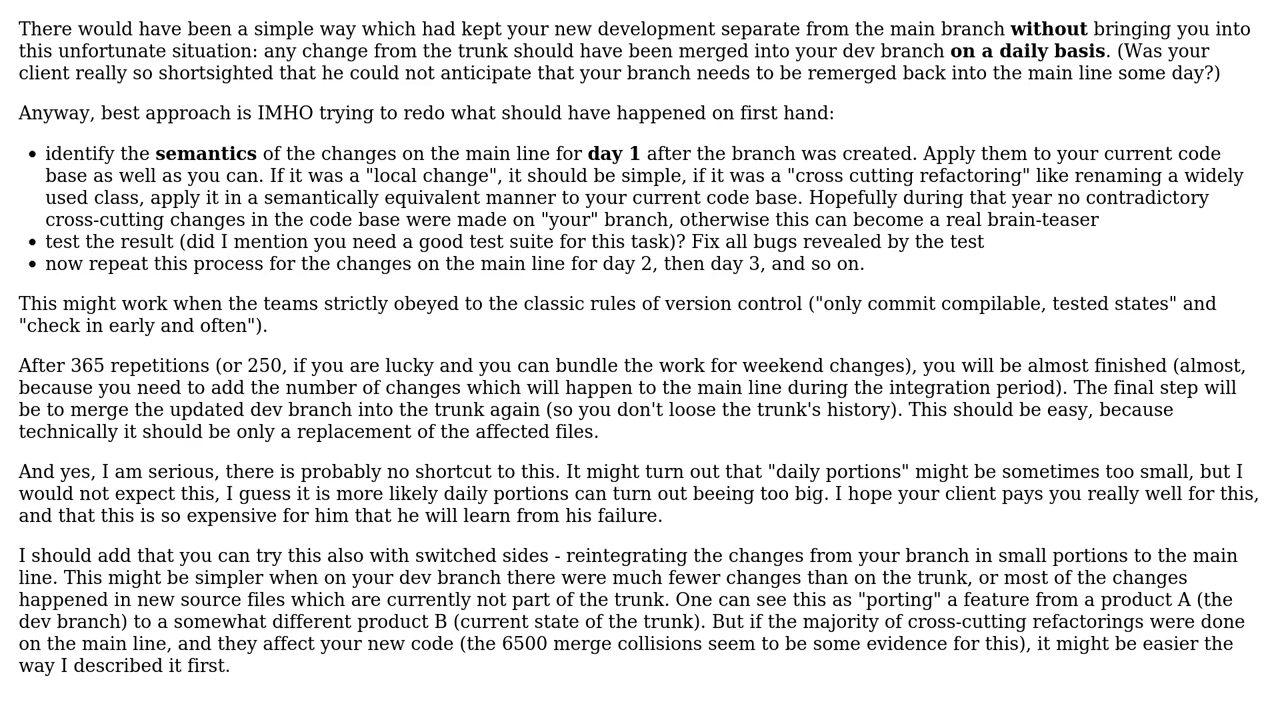 There would have been a simple way which had kept your new development separate from the main branch without bringing you into
this unfortunate situation: any change from the trunk should have been merged into your dev branch on a daily basis. (Was your
client really so shortsighted that he could not anticipate that your branch needs to be remerged back into the main line some day?)
Anyway, best approach is IMHO trying to redo what should have happened on first hand:
• identify the semantics of the changes on the main line for day 1 after the branch was created. Apply them to your current code
base as well as you can. If it was a "local change", it should be simple, if it was a "cross cutting refactoring" like renaming a widely
used class, apply it in a semantically equivalent manner to your current code base. Hopefully during that year no contradictory
cross-cutting changes in the code base were made on "your" branch, otherwise this can become a real brain-teaser
• test the result (did I mention you need a good test suite for this task)? Fix all bugs revealed by the test
• now repeat this process for the changes on the main line for day 2, then day 3, and so on.
This might work when the teams strictly obeyed to the classic rules of version control ("only commit compilable, tested states" and
"check in early and often").
After 365 repetitions (or 250, if you are lucky and you can bundle the work for weekend changes), you will be almost finished (almost,
because you need to add the number of changes which will happen to the main line during the integration period). The final step will
be to merge the updated dev branch into the trunk again (so you don't loose the trunk's history). This should be easy, because
technically it should be only a replacement of the affected files.
And yes, I am serious, there is probably no shortcut to this. It might turn out that "daily portions" might be sometimes too small, but I
would not expect this, I guess it is more likely daily portions can turn out beeing too big. I hope your client pays you really well for this,
and that this is so expensive for him that he will learn from his failure.
I should add that you can try this also with switched sides - reintegrating the changes from your branch in small portions to the main
line. This might be simpler when on your dev branch there were much fewer changes than on the trunk, or most of the changes
happened in new source files which are currently not part of the trunk. One can see this as "porting" a feature from a product A (the
dev branch) to a somewhat different product B (current state of the trunk). But if the majority of cross-cutting refactorings were done
on the main line, and they affect your new code (the 6500 merge collisions seem to be some evidence for this), it might be easier the
way I described it first.